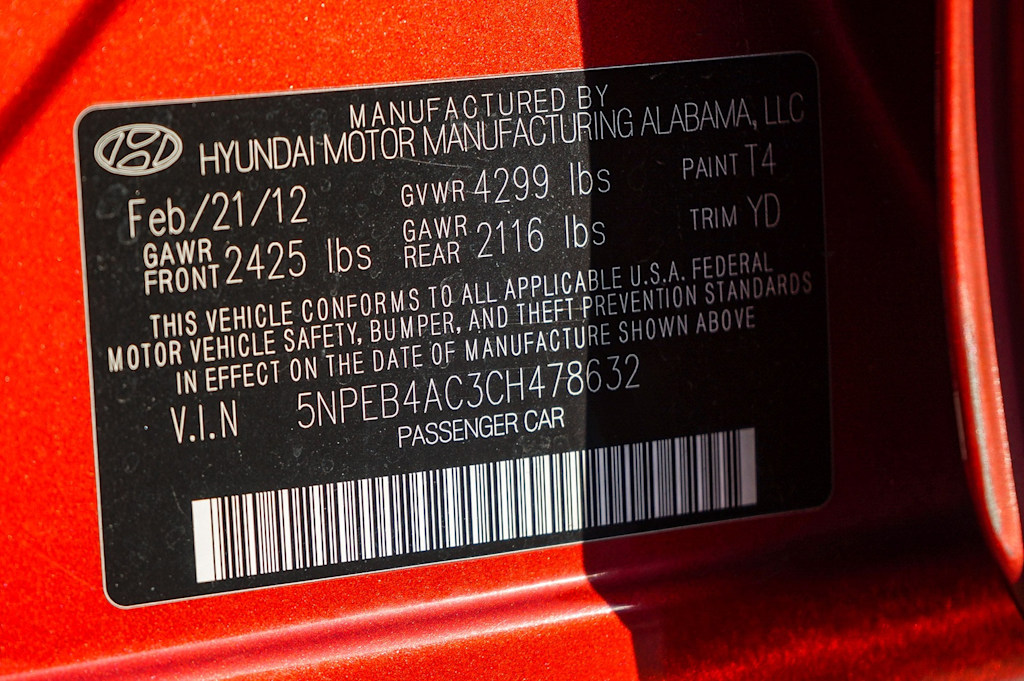 MANUFACTURED BY
HYUNDAI MOTOR MANUFACTURING ALABAMA, LLC
Feb/21/12 GVWR 4299 lbs PAINT T4
GAWR FRONT 2425 lbs GAWR REAR 2116 lbs TRIM YD
THIS VEHICLE CONFORMS TO ALL APPLICABLE U.S.A. FEDERAL
MOTOR VEHICLE SAFETY, BUMPER, AND THEFT PREVENTION STANDARDS
IN EFFECT ON THE DATE OF MANUFACTURE SHOWN ABOVE
V.I.N 5NPEB4AC3CH478632
PASSENGER CAR